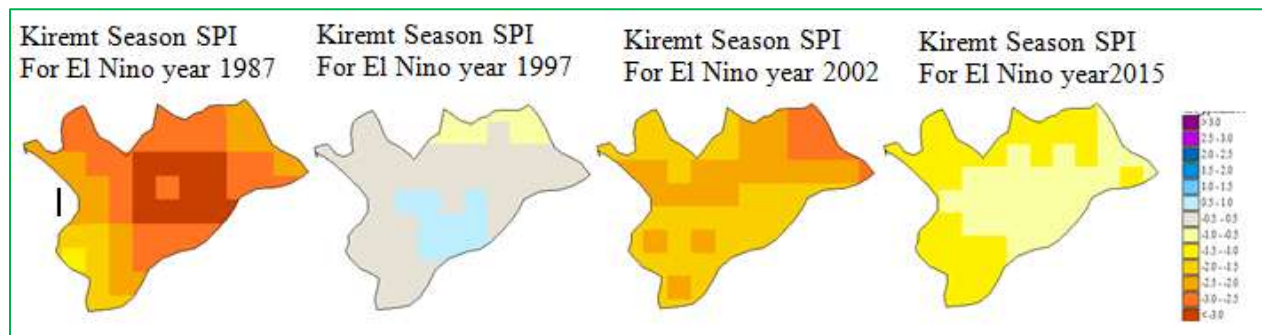 Kiremt Season SPI
For El Nino year 1987
Kiremt Season SPI
For El Nino year 1997
Kiremt Season SPI
For El Nino year 2002
Kiremt Season SPI
For El Nino year2015
>3.0
2.5 - 3.0
2.0 - 2.5
1.5 - 2.0
1.0 - 1.5
0.5 - 1.0
-0.5 - 0.5
-1.0 - -0.5
-1.5 - -1.0
-2.0 - -1.5
-2.5 - -2.0
-3.0 - -2.5
<-3.0